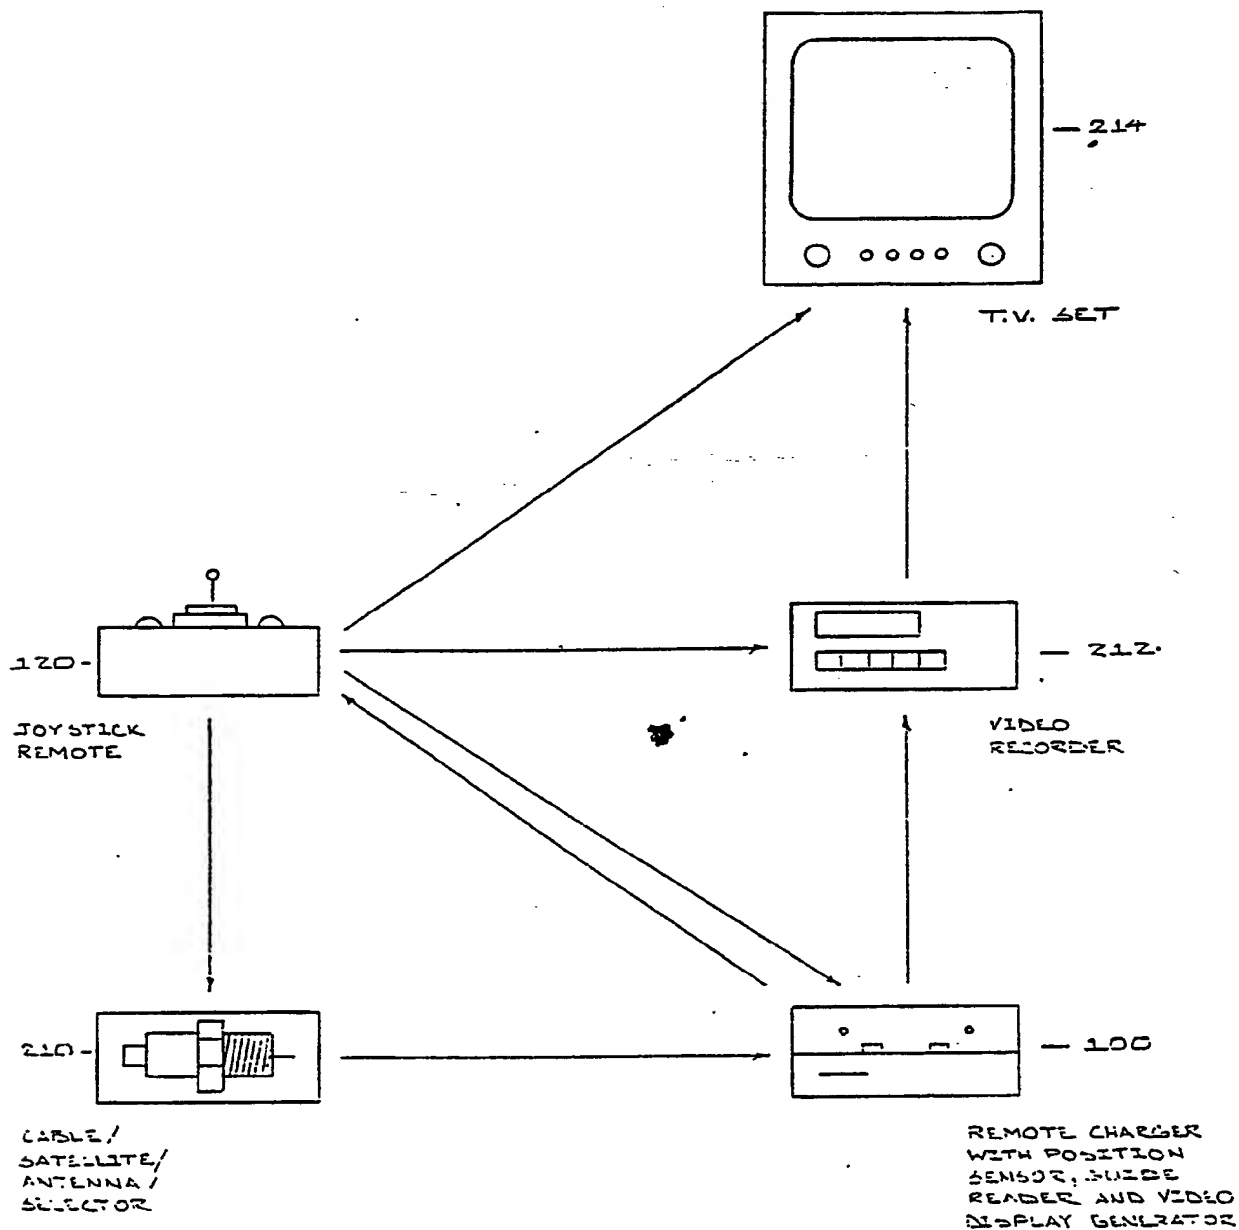 214
T.V. SET
120
JOYSTICK
REMOTE
212
VIDEO
RECORDER
210
100
CABLE/
SATELLITE/
ANTENNA/
SELECTOR
REMOTE CHARGER
WITH POSITION
SENSOR, GUIDE
READER AND VIDEO
DISPLAY GENERATOR